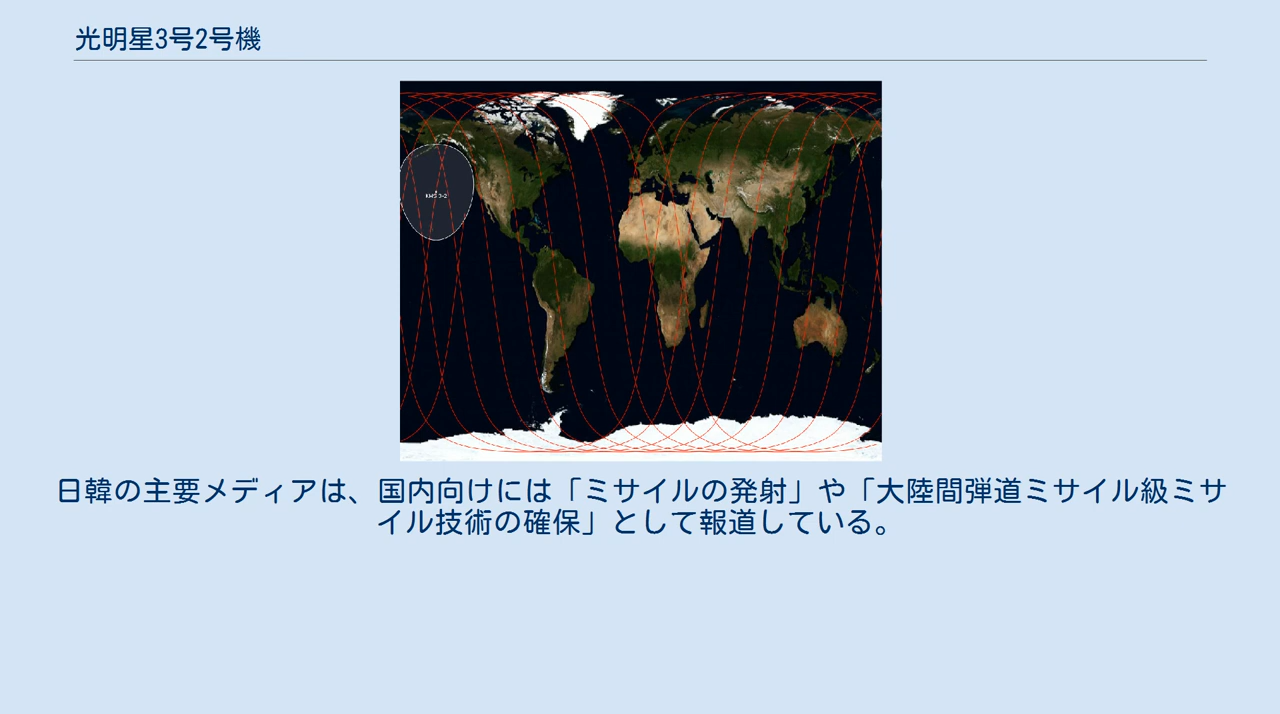 光明星3号2号機
KMS 3-2
日韓の主要メディアは、国内向けには「ミサイルの発射」や「大陸間弾道ミサイル級ミサ
イル技術の確保」として報道している。